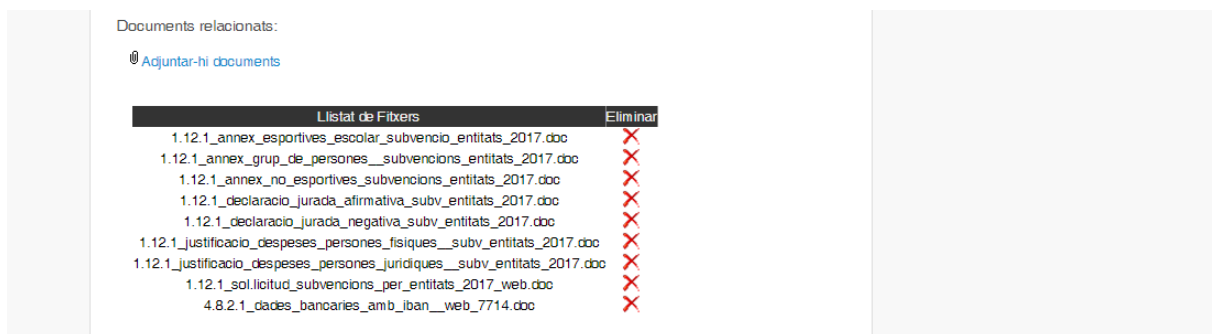 Documents relacionats:
Adjuntar-hi documents
Llistat de Fitxers Eliminar
1.12.1_annex_esportives_escolar_subvencio_entitats_2017.doc
1.12.1_annex_grup_de_persones__subvencions_entitats_2017.doc
1.12.1_annex_no_esportives_subvencions_entitats_2017.doc
1.12.1_declaracio_jurada_afirmativa_subv_entitats_2017.doc
1.12.1_declaracio_jurada_negativa_subv_entitats_2017.doc
1.12.1_justificacio_despeses_persones_fisiques__subv_entitats_2017.doc
1.12.1_justificacio_despeses_persones_juridiques__subv_entitats_2017.doc
1.12.1_sol.licitud_subvencions_per_entitats_2017_web.doc
4.8.2.1_dades_bancaries_amb_iban__web_7714.doc